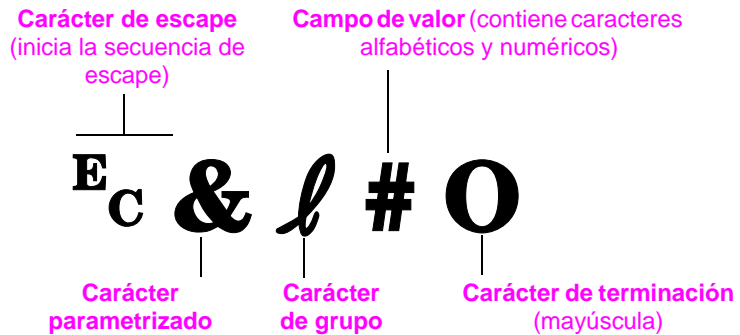 Carácter de escape
(inicia la secuencia de
escape)
Campo de valor (contiene caracteres
alfabéticos y numéricos)
E C & ℓ # O
Carácter
parametrizado
Carácter
de grupo
Carácter de terminación
(mayúscula)